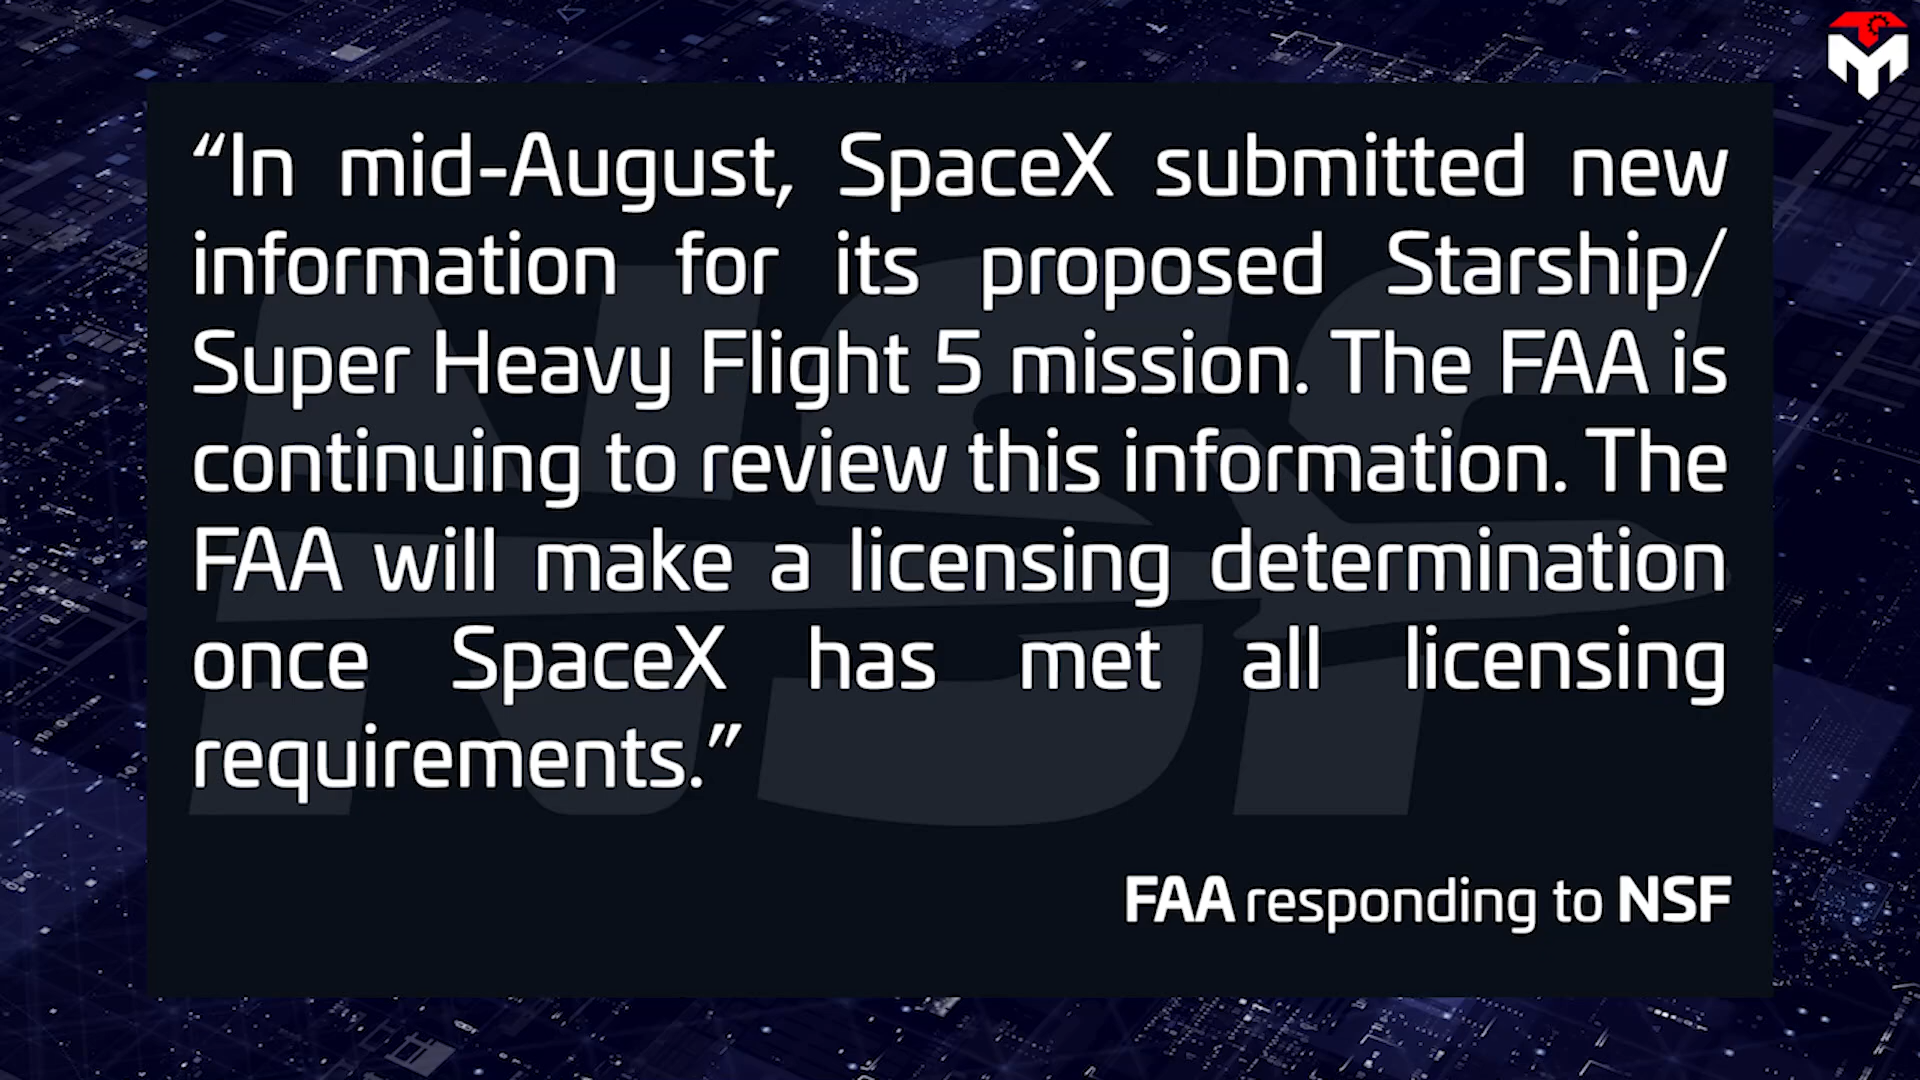 “In mid-August, SpaceX submitted new
information for its proposed Starship/
Super Heavy Flight 5 mission. The FAA is
continuing to review this information. The
FAA will make a licensing determination
once SpaceX has met all licensing
requirements.”
FAA responding to NSF
NSF